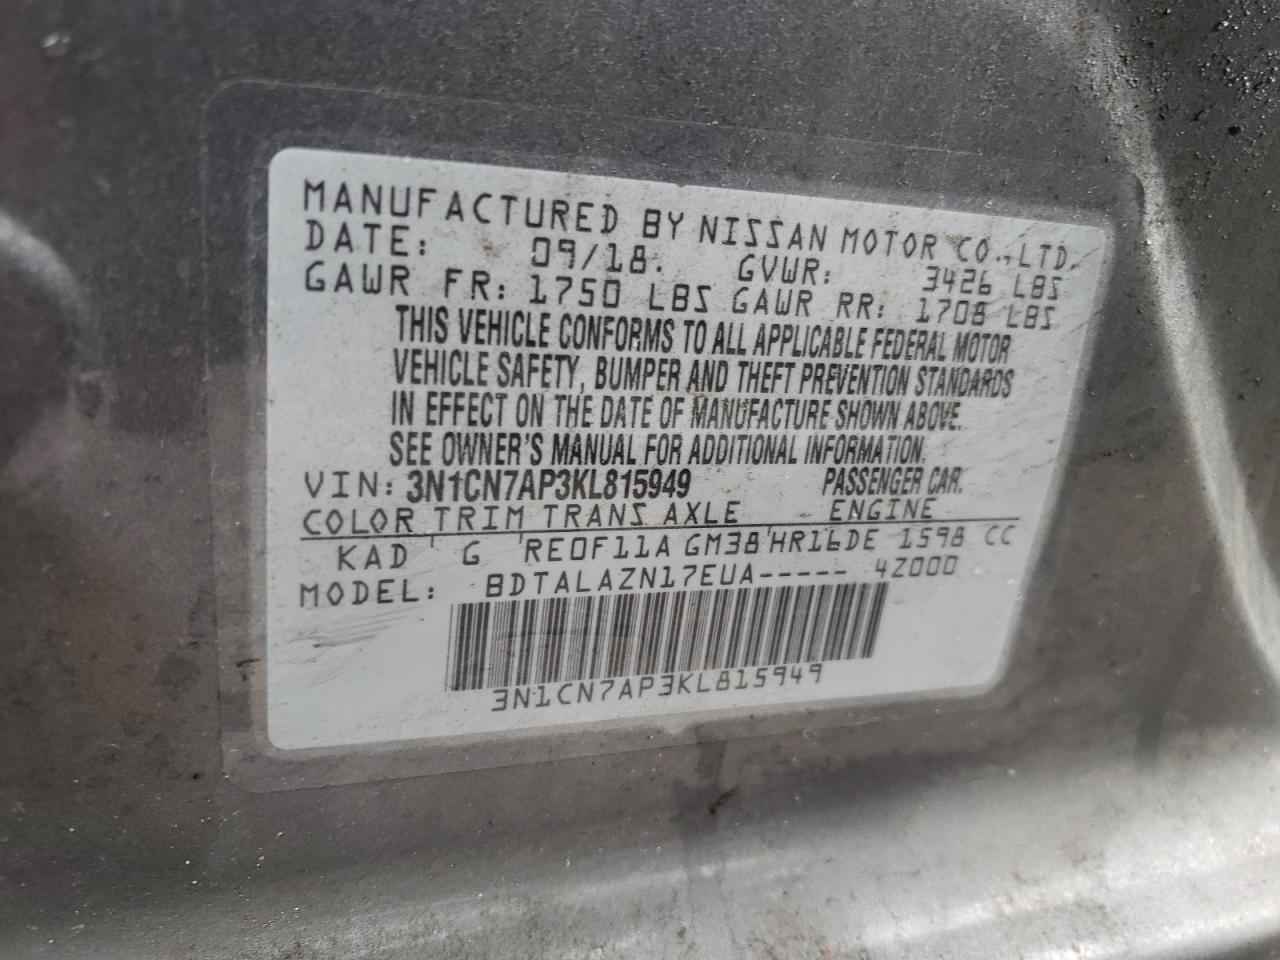 MANUFACTURED BY NISSAN MOTOR CO.,LTD.
DATE: 09/18. GVWR: 3426 LBS
GAWR FR: 1750 LBS GAWR RR: 1708 LBS
THIS VEHICLE CONFORMS TO ALL APPLICABLE FEDERAL MOTOR
VEHICLE SAFETY, BUMPER AND THEFT PREVENTION STANDARDS
IN EFFECT ON THE DATE OF MANUFACTURE SHOWN ABOVE.
SEE OWNER'S MANUAL FOR ADDITIONAL INFORMATION.
VIN: 3N1CN7AP3KL815949 PASSENGER CAR.
COLOR TRIM TRANS AXLE ENGINE
KAD G RE0F11A GM38 HR16DE 1598 CC
MODEL: BDTALAZN17EUA----- 4Z000
3N1CN7AP3KL815949